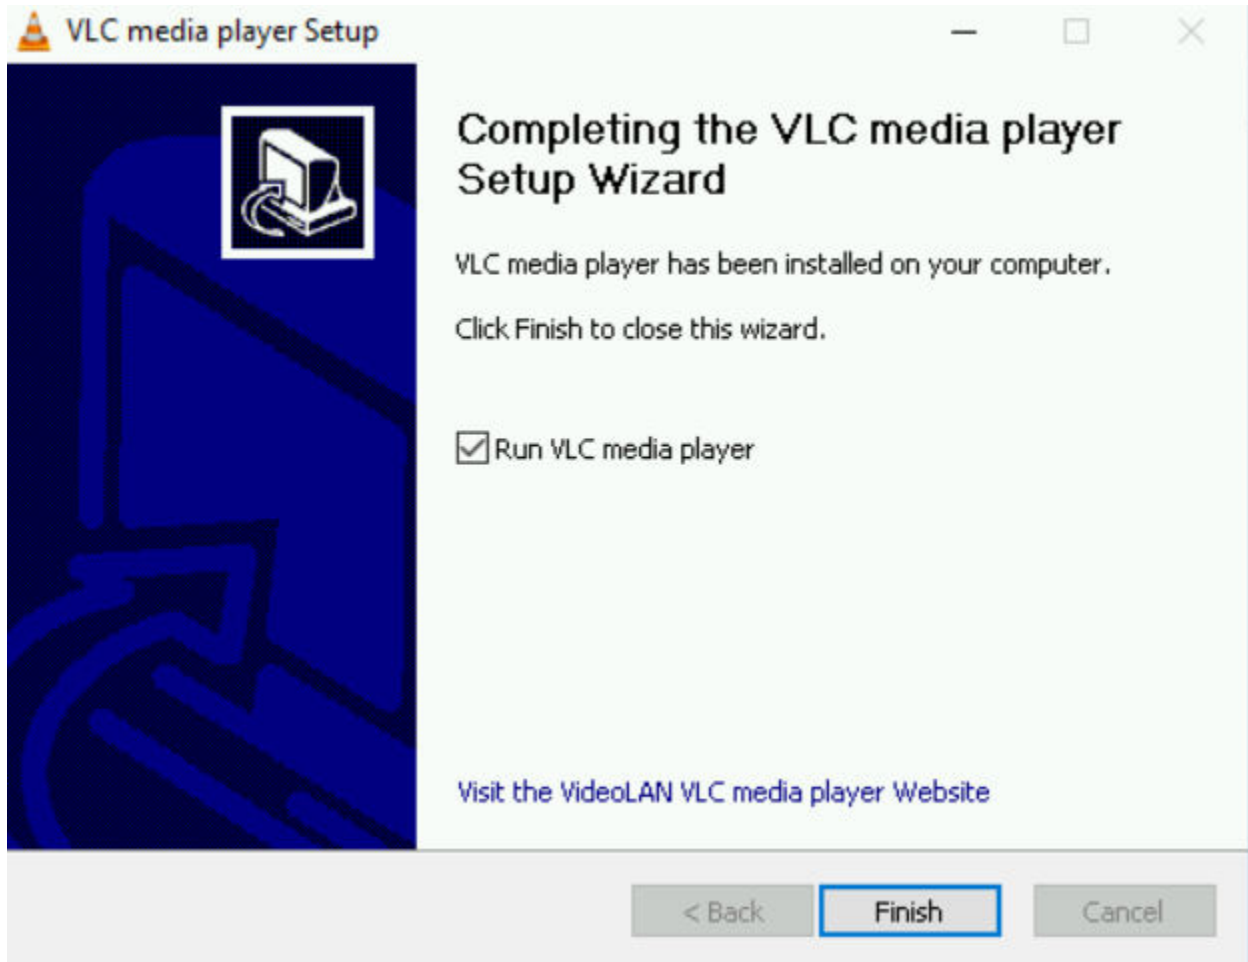 VLC media player Setup
Completing the VLC media player
Setup Wizard
VLC media player has been installed on your computer.
Click Finish to close this wizard.
Run VLC media player
Visit the VideoLAN VLC media player Website
< Back
Finish
Cancel